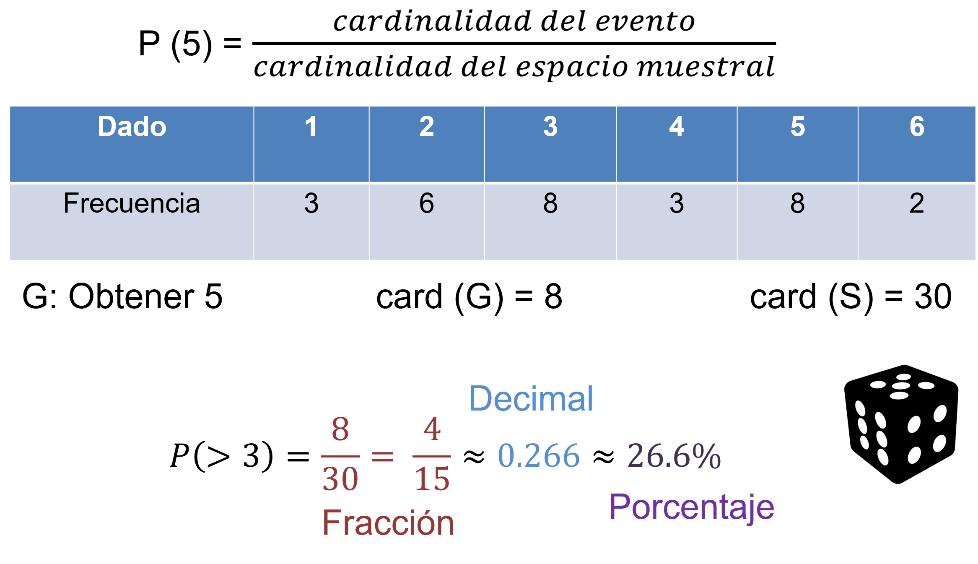 P (5) = cardinalidad del evento / cardinalidad del espacio muestral
Dado 1 2 3 4 5 6
Frecuencia 3 6 8 3 8 2
G: Obtener 5 card (G) = 8 card (S) = 30
Decimal
P(> 3) = 8/30 = 4/15 ≈ 0.266 ≈ 26.6%
Fracción Porcentaje